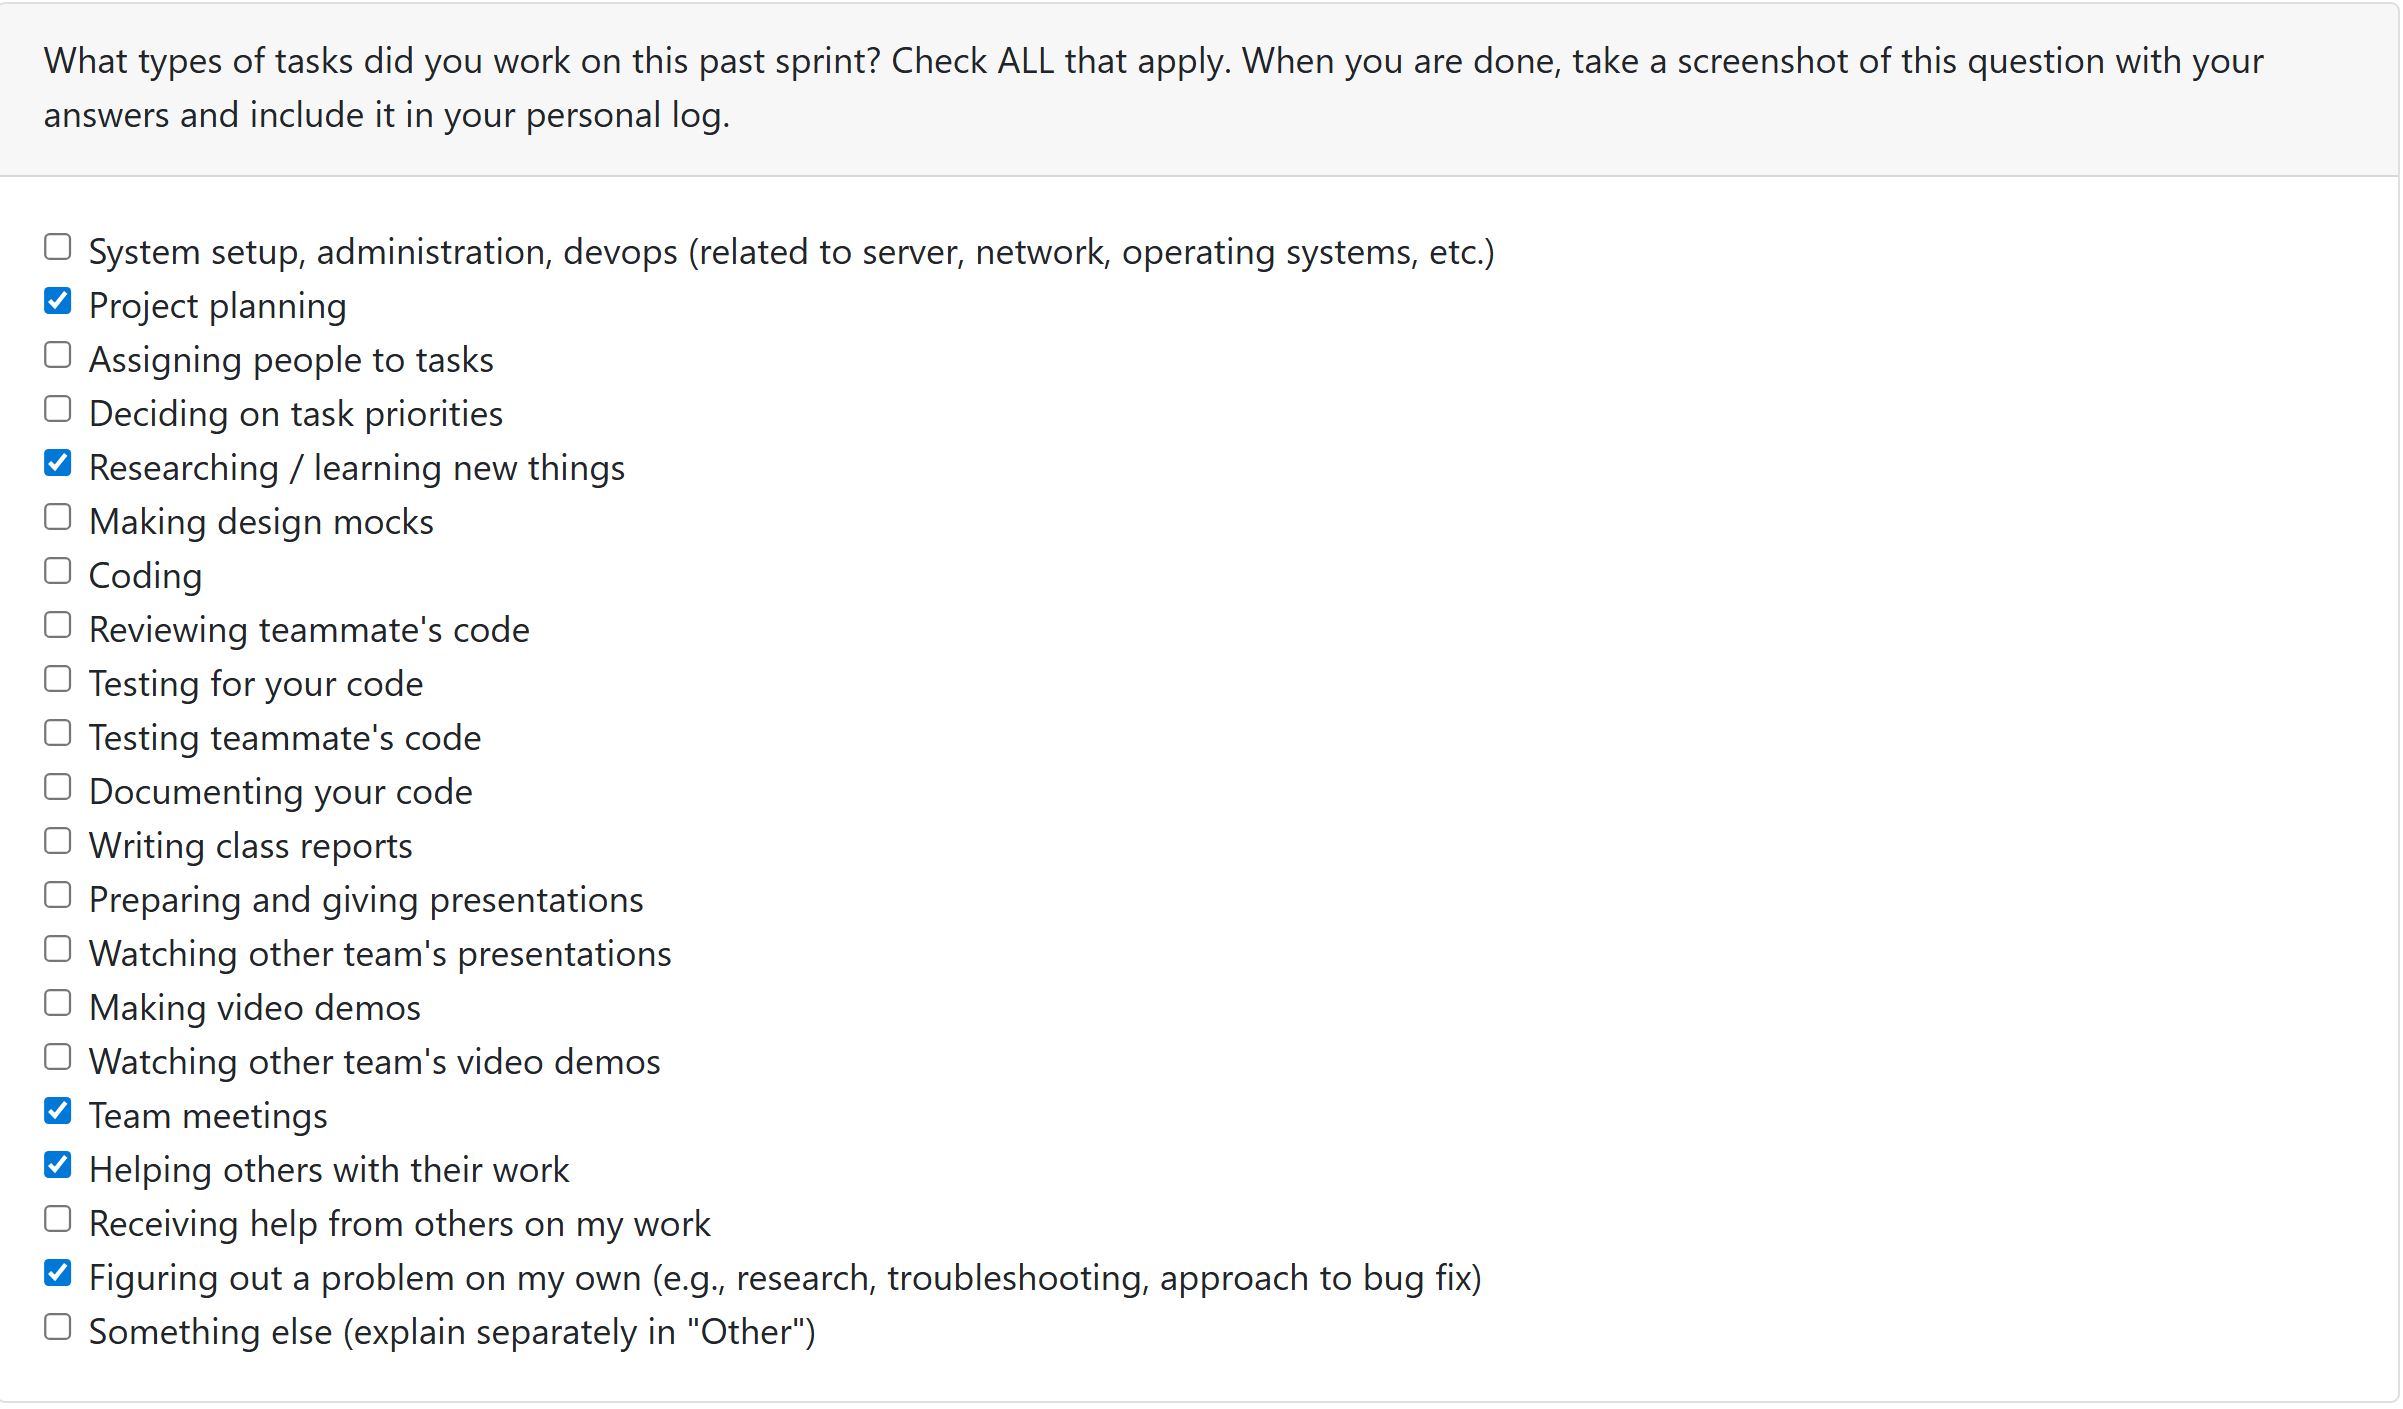 What types of tasks did you work on this past sprint? Check ALL that apply. When you are done, take a screenshot of this question with your
answers and include it in your personal log.
System setup, administration, devops (related to server, network, operating systems, etc.)
Project planning
Assigning people to tasks
Deciding on task priorities
Researching / learning new things
Making design mocks
Coding
Reviewing teammate's code
Testing for your code
Testing teammate's code
Documenting your code
Writing class reports
Preparing and giving presentations
Watching other team's presentations
Making video demos
Watching other team's video demos
Team meetings
Helping others with their work
Receiving help from others on my work
Figuring out a problem on my own (e.g., research, troubleshooting, approach to bug fix)
Something else (explain separately in "Other")